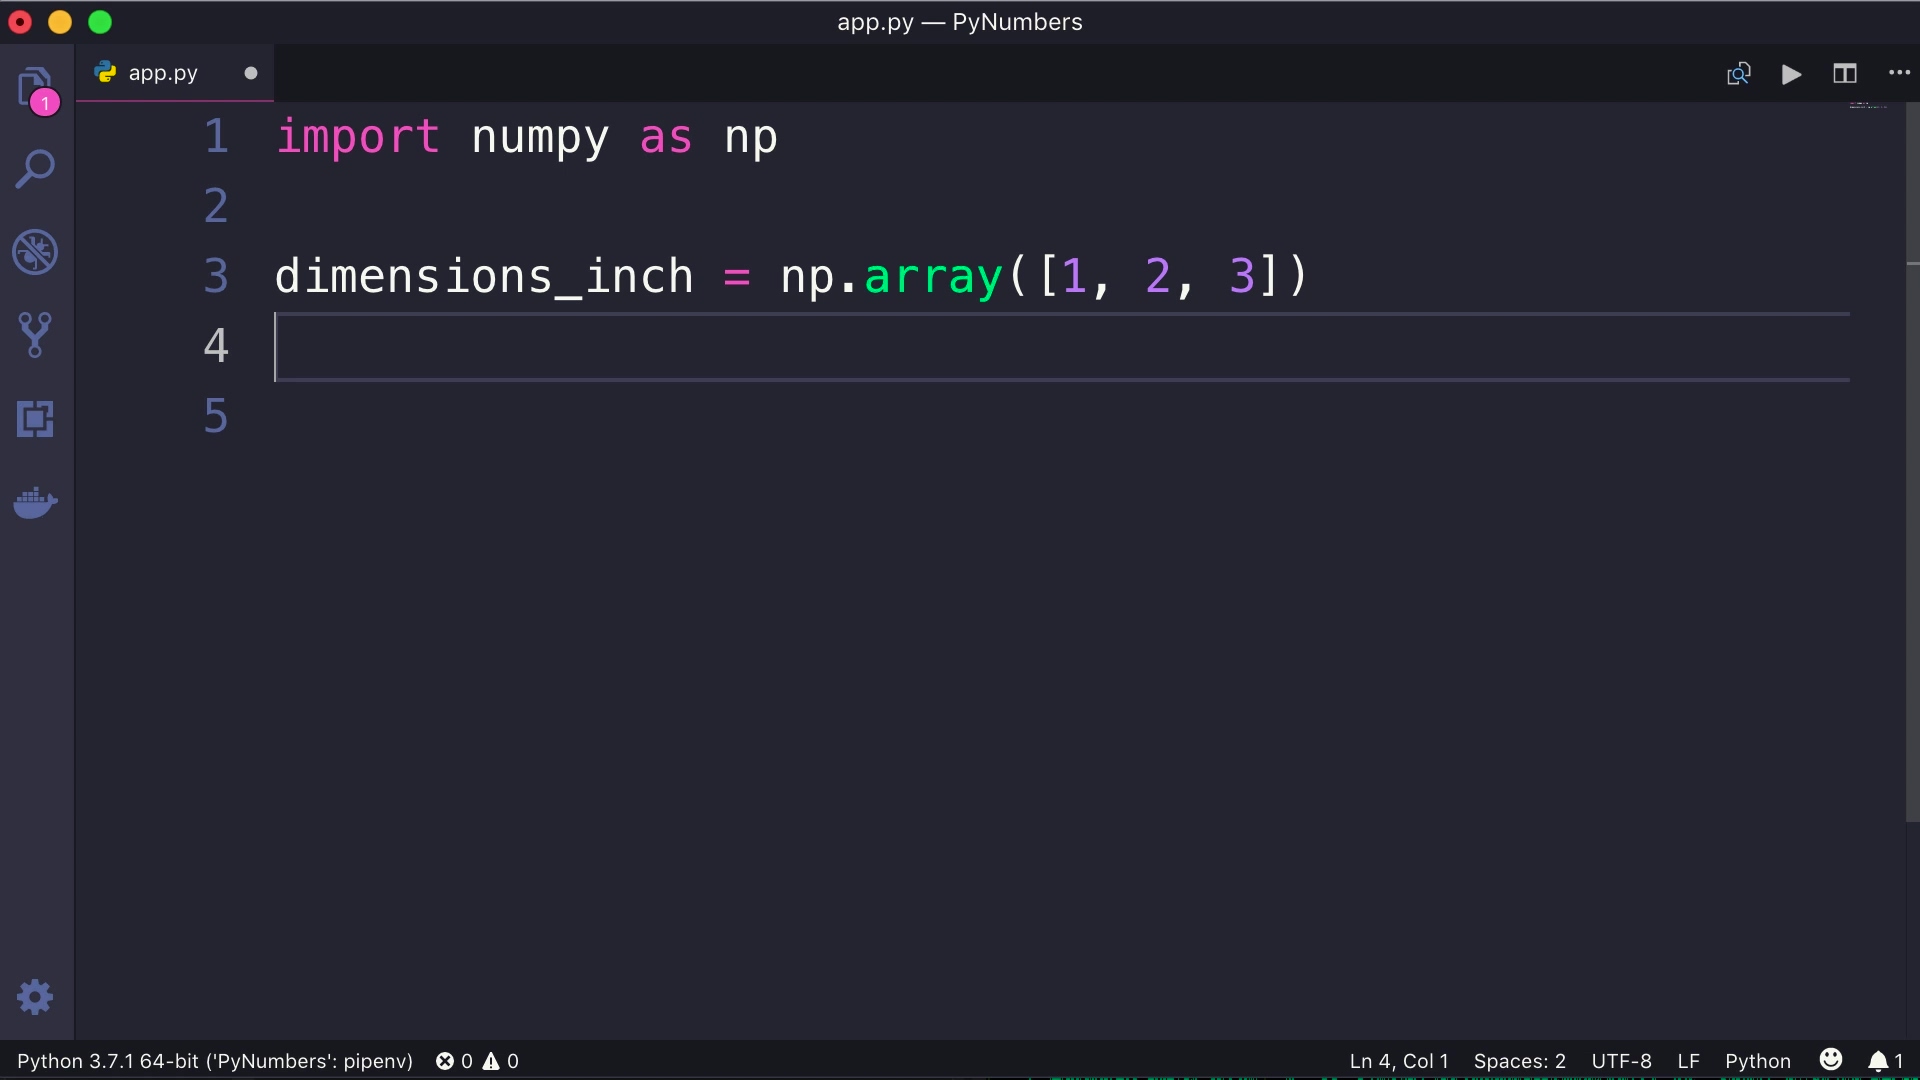 app.py — PyNumbers
1
app.py
1 import numpy as np
2
3 dimensions_inch = np.array([1, 2, 3])
4
5
Python 3.7.1 64-bit ('PyNumbers': pipenv) 0 0 Ln 4, Col 1 Spaces: 2 UTF-8 LF Python 1